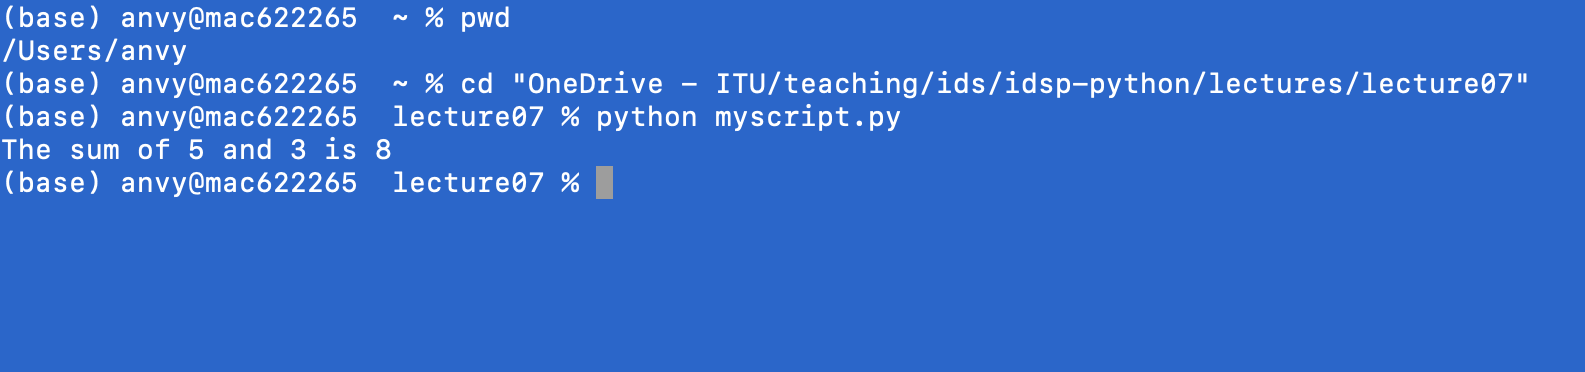 (base) anvy@mac622265  ~ % pwd
/Users/anvy
(base) anvy@mac622265  ~ % cd "OneDrive - ITU/teaching/ids/idsp-python/lectures/lecture07"
(base) anvy@mac622265  lecture07 % python myscript.py
The sum of 5 and 3 is 8
(base) anvy@mac622265  lecture07 %